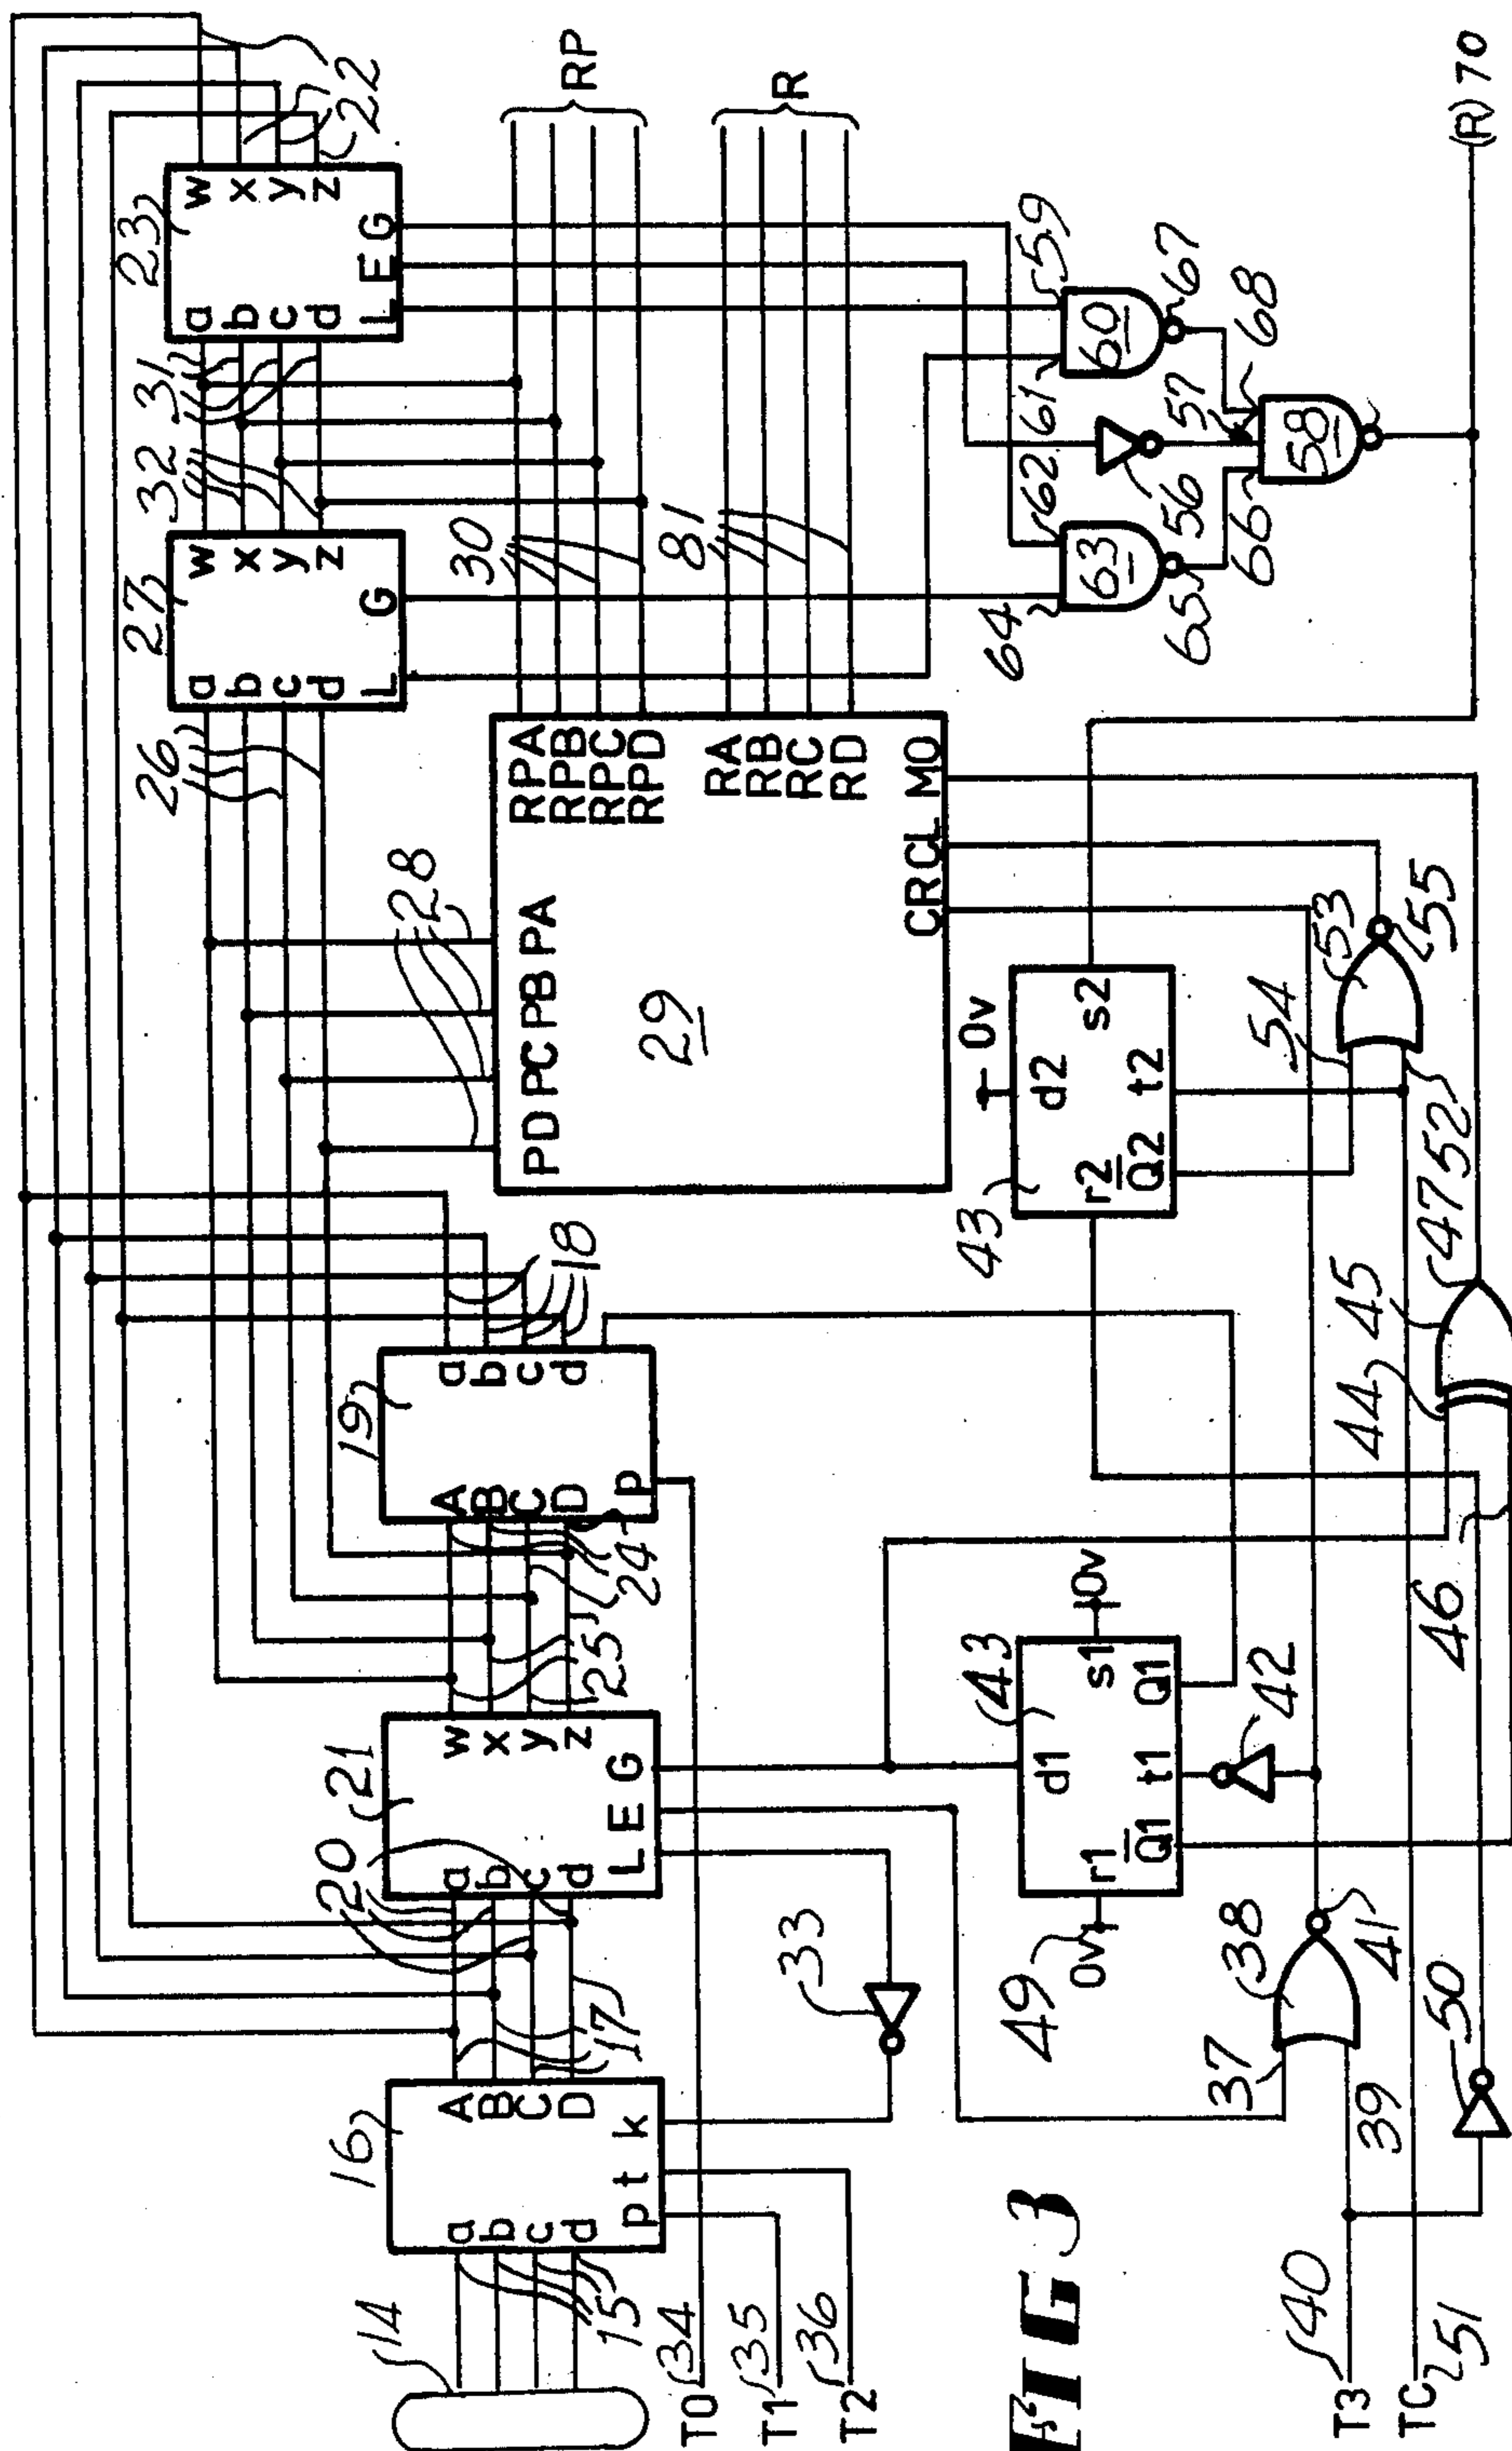 14
15
16
a
b
c
d
p t k
A
B
C
D
17
20
21
a
b
c
d
L E G
w
x
y
z
25
24
19
A
B
C
D
p
a
b
c
d
18
26
27
a
b
c
d
L G
w
x
y
z
32
31
23
a
b
c
d
L E G
w
x
y
z
22
28
PD PC PB PA
29
RPA
RPB
RPC
RPD
RA
RB
RC
RD
CR CL MO
30
81
RP
R
T0 34
T1 35
T2 36
33
FIG 3
49
0v
r1
d1
s1
0v
43
Q1
t1
Q1
42
43
0v
r2
d2
s2
Q2
t2
64
63
65
62
61
60
59
67
56
57
68
66
58
(R) 70
T3
40
TC
51
37
38
39
41
50
46
44
45
47
52
54
53
55